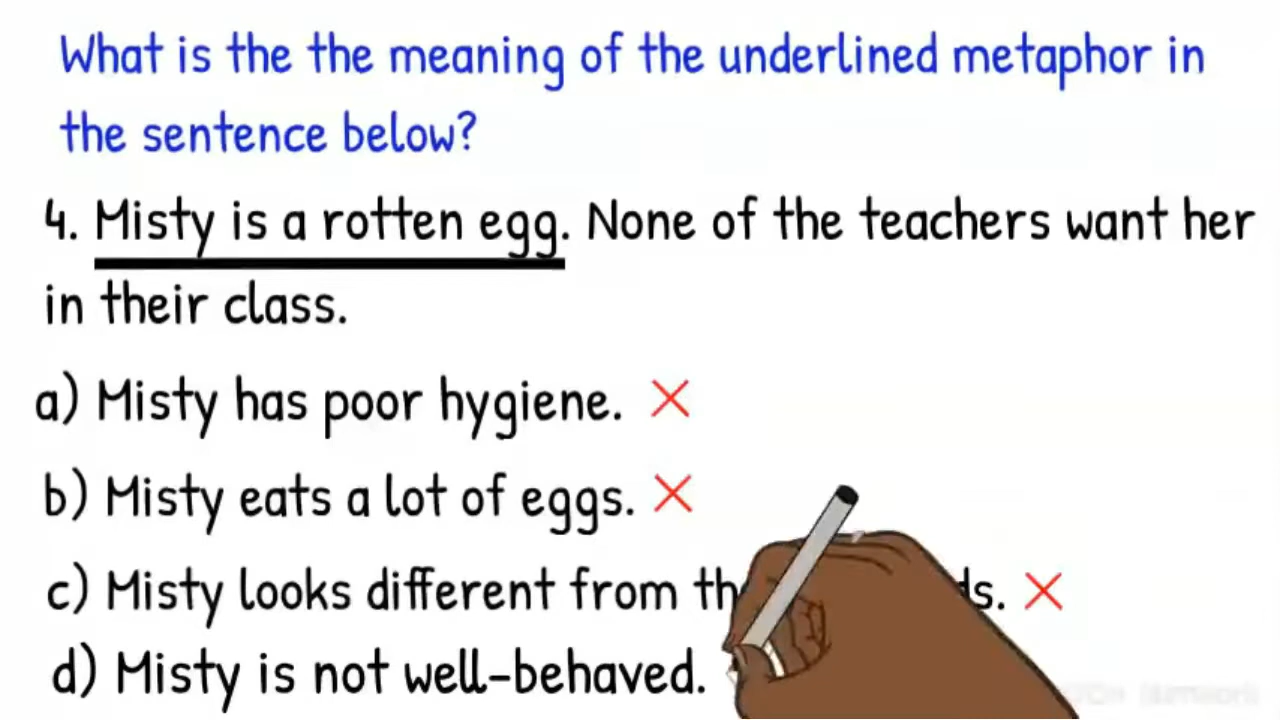 What is the the meaning of the underlined metaphor in
the sentence below?
4. Misty is a rotten egg. None of the teachers want her
in their class.
a) Misty has poor hygiene.
b) Misty eats a lot of eggs.
c) Misty looks different from
d) Misty is not well-behaved.